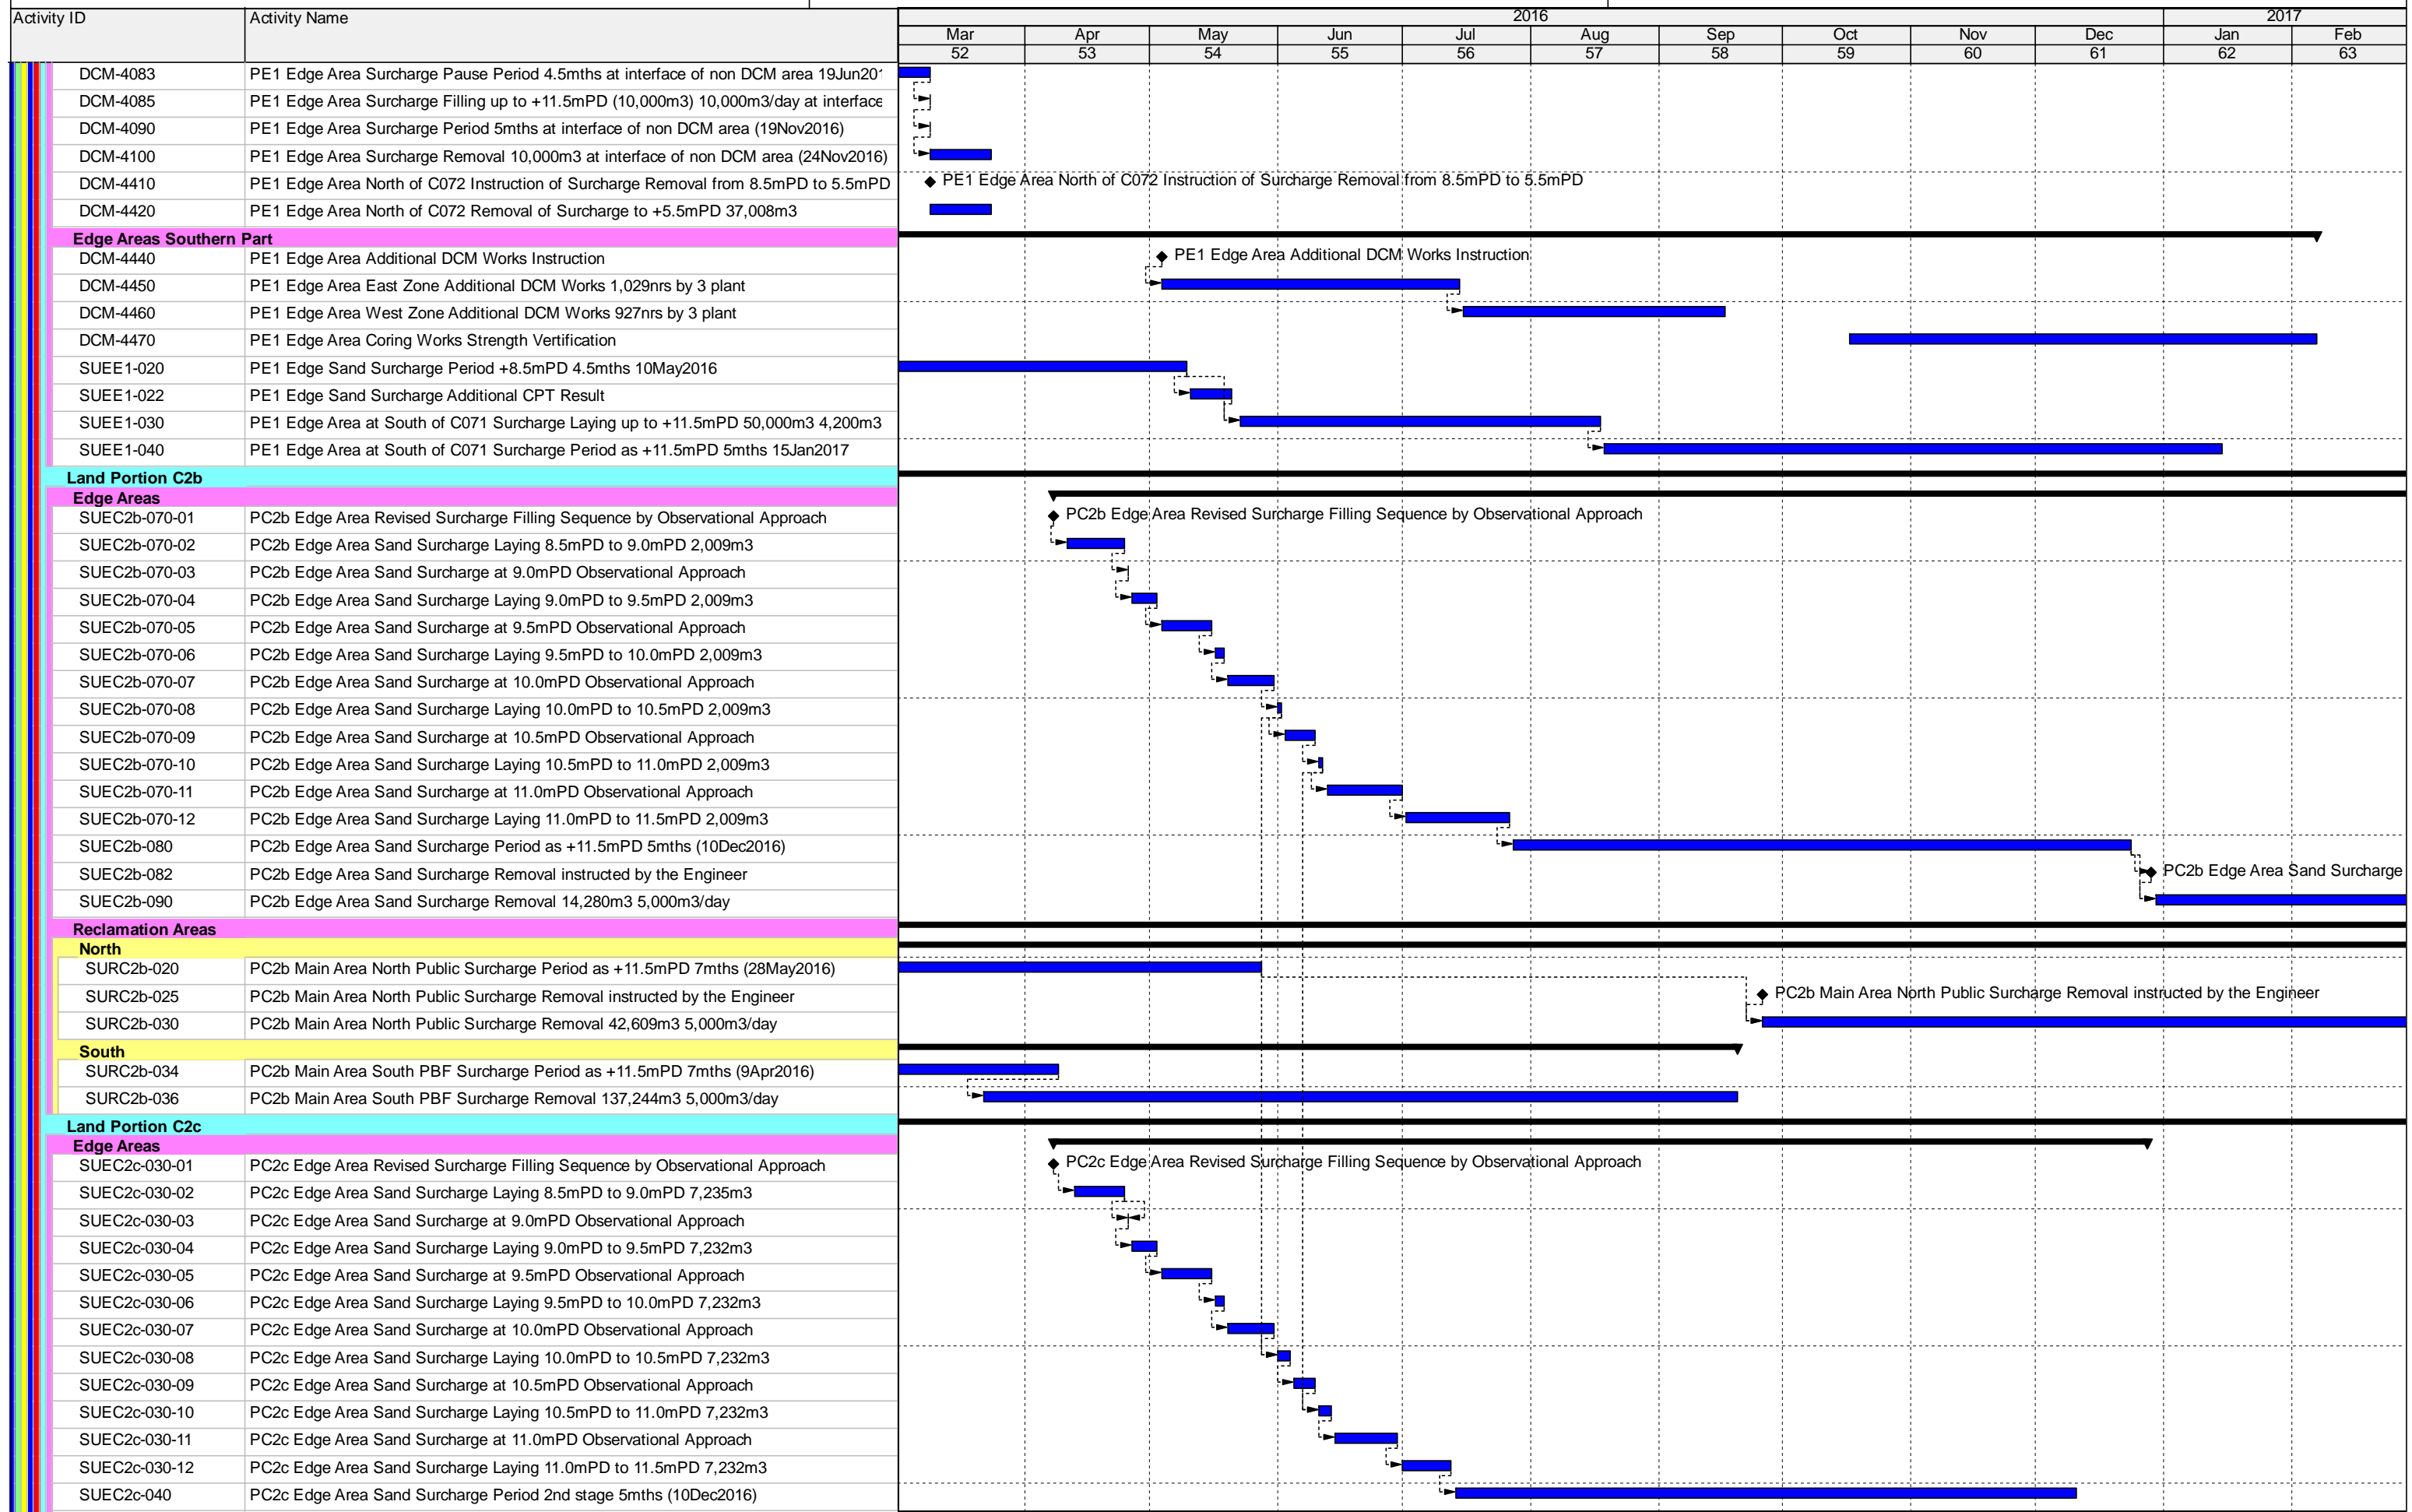 Activity ID Activity Name 2016 2017
Mar Apr May Jun Jul Aug Sep Oct Nov Dec Jan Feb
52 53 54 55 56 57 58 59 60 61 62 63
DCM-4083 PE1 Edge Area Surcharge Pause Period 4.5mths at interface of non DCM area 19Jun201
DCM-4085 PE1 Edge Area Surcharge Filling up to +11.5mPD (10,000m3) 10,000m3/day at interface
DCM-4090 PE1 Edge Area Surcharge Period 5mths at interface of non DCM area (19Nov2016)
DCM-4100 PE1 Edge Area Surcharge Removal 10,000m3 at interface of non DCM area (24Nov2016)
DCM-4410 PE1 Edge Area North of C072 Instruction of Surcharge Removal from 8.5mPD to 5.5mPD PE1 Edge Area North of C072 Instruction of Surcharge Removal from 8.5mPD to 5.5mPD
DCM-4420 PE1 Edge Area North of C072 Removal of Surcharge to +5.5mPD 37,008m3
Edge Areas Southern Part
DCM-4440 PE1 Edge Area Additional DCM Works Instruction PE1 Edge Area Additional DCM Works Instruction
DCM-4450 PE1 Edge Area East Zone Additional DCM Works 1,029nrs by 3 plant
DCM-4460 PE1 Edge Area West Zone Additional DCM Works 927nrs by 3 plant
DCM-4470 PE1 Edge Area Coring Works Strength Vertification
SUEE1-020 PE1 Edge Sand Surcharge Period +8.5mPD 4.5mths 10May2016
SUEE1-022 PE1 Edge Sand Surcharge Additional CPT Result
SUEE1-030 PE1 Edge Area at South of C071 Surcharge Laying up to +11.5mPD 50,000m3 4,200m3
SUEE1-040 PE1 Edge Area at South of C071 Surcharge Period as +11.5mPD 5mths 15Jan2017
Land Portion C2b
Edge Areas
SUEC2b-070-01 PC2b Edge Area Revised Surcharge Filling Sequence by Observational Approach PC2b Edge Area Revised Surcharge Filling Sequence by Observational Approach
SUEC2b-070-02 PC2b Edge Area Sand Surcharge Laying 8.5mPD to 9.0mPD 2,009m3
SUEC2b-070-03 PC2b Edge Area Sand Surcharge at 9.0mPD Observational Approach
SUEC2b-070-04 PC2b Edge Area Sand Surcharge Laying 9.0mPD to 9.5mPD 2,009m3
SUEC2b-070-05 PC2b Edge Area Sand Surcharge at 9.5mPD Observational Approach
SUEC2b-070-06 PC2b Edge Area Sand Surcharge Laying 9.5mPD to 10.0mPD 2,009m3
SUEC2b-070-07 PC2b Edge Area Sand Surcharge at 10.0mPD Observational Approach
SUEC2b-070-08 PC2b Edge Area Sand Surcharge Laying 10.0mPD to 10.5mPD 2,009m3
SUEC2b-070-09 PC2b Edge Area Sand Surcharge at 10.5mPD Observational Approach
SUEC2b-070-10 PC2b Edge Area Sand Surcharge Laying 10.5mPD to 11.0mPD 2,009m3
SUEC2b-070-11 PC2b Edge Area Sand Surcharge at 11.0mPD Observational Approach
SUEC2b-070-12 PC2b Edge Area Sand Surcharge Laying 11.0mPD to 11.5mPD 2,009m3
SUEC2b-080 PC2b Edge Area Sand Surcharge Period as +11.5mPD 5mths (10Dec2016)
SUEC2b-082 PC2b Edge Area Sand Surcharge Removal instructed by the Engineer PC2b Edge Area Sand Surcharge
SUEC2b-090 PC2b Edge Area Sand Surcharge Removal 14,280m3 5,000m3/day
Reclamation Areas
North
SURC2b-020 PC2b Main Area North Public Surcharge Period as +11.5mPD 7mths (28May2016)
SURC2b-025 PC2b Main Area North Public Surcharge Removal instructed by the Engineer PC2b Main Area North Public Surcharge Removal instructed by the Engineer
SURC2b-030 PC2b Main Area North Public Surcharge Removal 42,609m3 5,000m3/day
South
SURC2b-034 PC2b Main Area South PBF Surcharge Period as +11.5mPD 7mths (9Apr2016)
SURC2b-036 PC2b Main Area South PBF Surcharge Removal 137,244m3 5,000m3/day
Land Portion C2c
Edge Areas
SUEC2c-030-01 PC2c Edge Area Revised Surcharge Filling Sequence by Observational Approach PC2c Edge Area Revised Surcharge Filling Sequence by Observational Approach
SUEC2c-030-02 PC2c Edge Area Sand Surcharge Laying 8.5mPD to 9.0mPD 7,235m3
SUEC2c-030-03 PC2c Edge Area Sand Surcharge at 9.0mPD Observational Approach
SUEC2c-030-04 PC2c Edge Area Sand Surcharge Laying 9.0mPD to 9.5mPD 7,232m3
SUEC2c-030-05 PC2c Edge Area Sand Surcharge at 9.5mPD Observational Approach
SUEC2c-030-06 PC2c Edge Area Sand Surcharge Laying 9.5mPD to 10.0mPD 7,232m3
SUEC2c-030-07 PC2c Edge Area Sand Surcharge at 10.0mPD Observational Approach
SUEC2c-030-08 PC2c Edge Area Sand Surcharge Laying 10.0mPD to 10.5mPD 7,232m3
SUEC2c-030-09 PC2c Edge Area Sand Surcharge at 10.5mPD Observational Approach
SUEC2c-030-10 PC2c Edge Area Sand Surcharge Laying 10.5mPD to 11.0mPD 7,232m3
SUEC2c-030-11 PC2c Edge Area Sand Surcharge at 11.0mPD Observational Approach
SUEC2c-030-12 PC2c Edge Area Sand Surcharge Laying 11.0mPD to 11.5mPD 7,232m3
SUEC2c-040 PC2c Edge Area Sand Surcharge Period 2nd stage 5mths (10Dec2016)